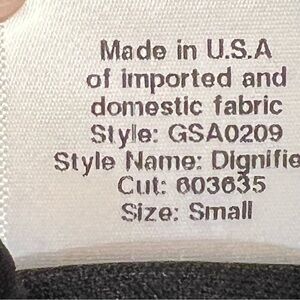 Made in U.S.A
of imported and
domestic fabric
Style: GSA0209
Style Name: Dignifie
Cut: 603635
Size: Small